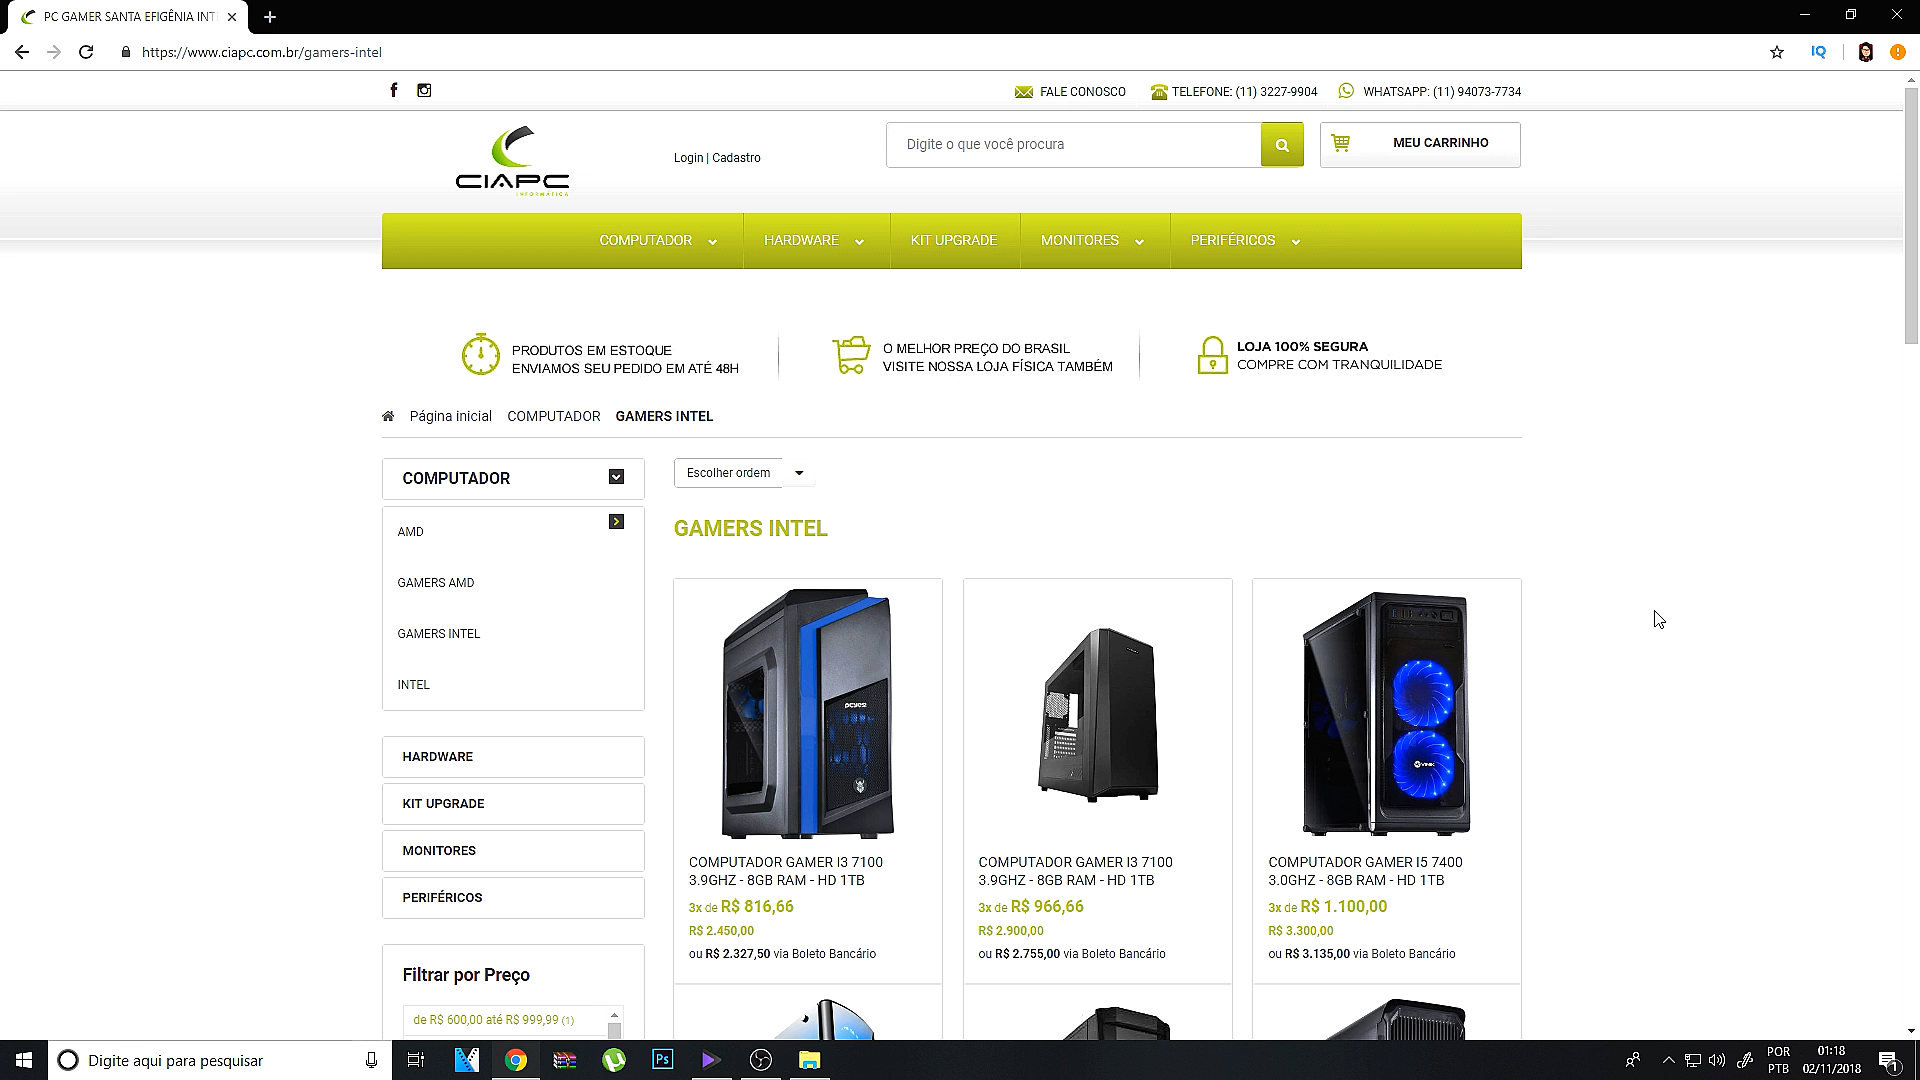 PC GAMER SANTA EFIGÊNIA INT
https://www.ciapc.com.br/gamers-intel
IQ
FALE CONOSCO
TELEFONE: (11) 3227-9904
WHATSAPP: (11) 94073-7734
CIAPC
INFORMÁTICA
Login | Cadastro
Digite o que você procura
MEU CARRINHO
COMPUTADOR
HARDWARE
KIT UPGRADE
MONITORES
PERIFÉRICOS
PRODUTOS EM ESTOQUE
ENVIAMOS SEU PEDIDO EM ATÉ 48H
O MELHOR PREÇO DO BRASIL
VISITE NOSSA LOJA FÍSICA TAMBÉM
LOJA 100% SEGURA
COMPRE COM TRANQUILIDADE
Página inicial COMPUTADOR GAMERS INTEL
COMPUTADOR
AMD
GAMERS AMD
GAMERS INTEL
INTEL
HARDWARE
KIT UPGRADE
MONITORES
PERIFÉRICOS
Filtrar por Preço
de R$ 600,00 até R$ 999,99 (1)
Escolher ordem
GAMERS INTEL
pcyes!
COMPUTADOR GAMER I3 7100
3.9GHZ - 8GB RAM - HD 1TB
3x de R$ 816,66
R$ 2.450,00
ou R$ 2.327,50 via Boleto Bancário
COMPUTADOR GAMER I3 7100
3.9GHZ - 8GB RAM - HD 1TB
3x de R$ 966,66
R$ 2.900,00
ou R$ 2.755,00 via Boleto Bancário
VINIK
COMPUTADOR GAMER I5 7400
3.0GHZ - 8GB RAM - HD 1TB
3x de R$ 1.100,00
R$ 3.300,00
ou R$ 3.135,00 via Boleto Bancário
Digite aqui para pesquisar
Ps
POR
PTB
01:18
02/11/2018
1